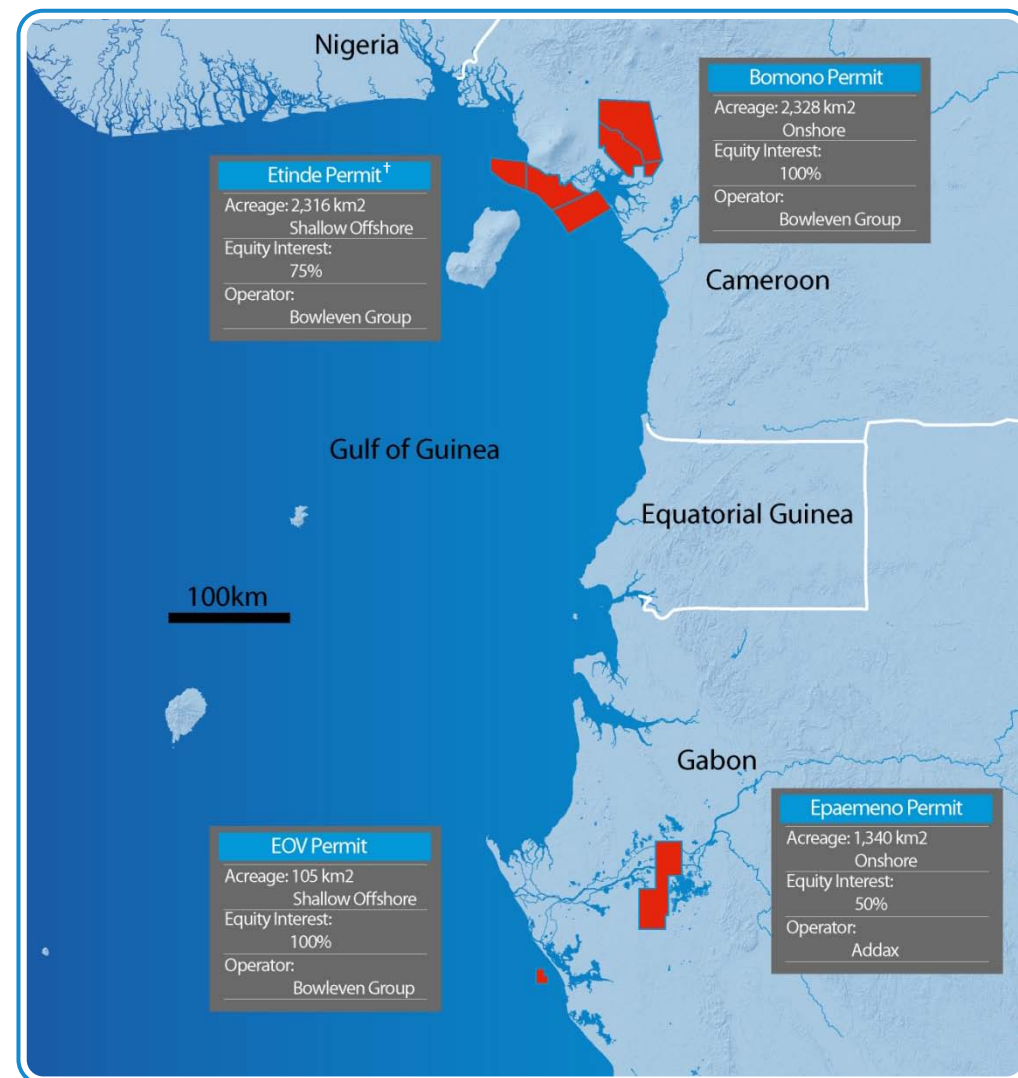 Nigeria
Bomono Permit
Acreage: 2,328 km2
Onshore
Equity Interest:
100%
Operator:
Bowleven Group
Etinde Permit†
Acreage: 2,316 km2
Shallow Offshore
Equity Interest:
75%
Operator:
Bowleven Group
Cameroon
Gulf of Guinea
Equatorial Guinea
100km
Gabon
Epaemeno Permit
Acreage: 1,340 km2
Onshore
Equity Interest:
50%
Operator:
Addax
EOV Permit
Acreage: 105 km2
Shallow Offshore
Equity Interest:
100%
Operator:
Bowleven Group